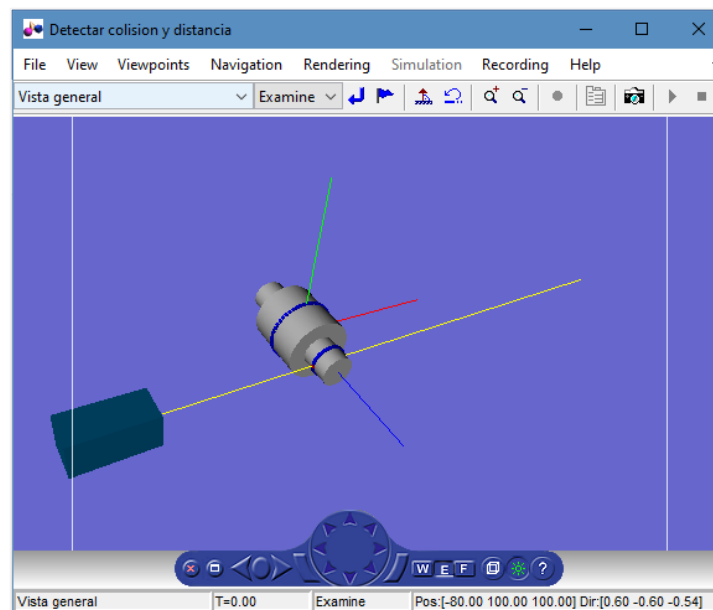 Detectar colision y distancia
File View Viewpoints Navigation Rendering Simulation Recording Help
Vista general Examine
W E F ?
Vista general T=0.00 Examine Pos:[-80.00 100.00 100.00] Dir:[0.60 -0.60 -0.54]